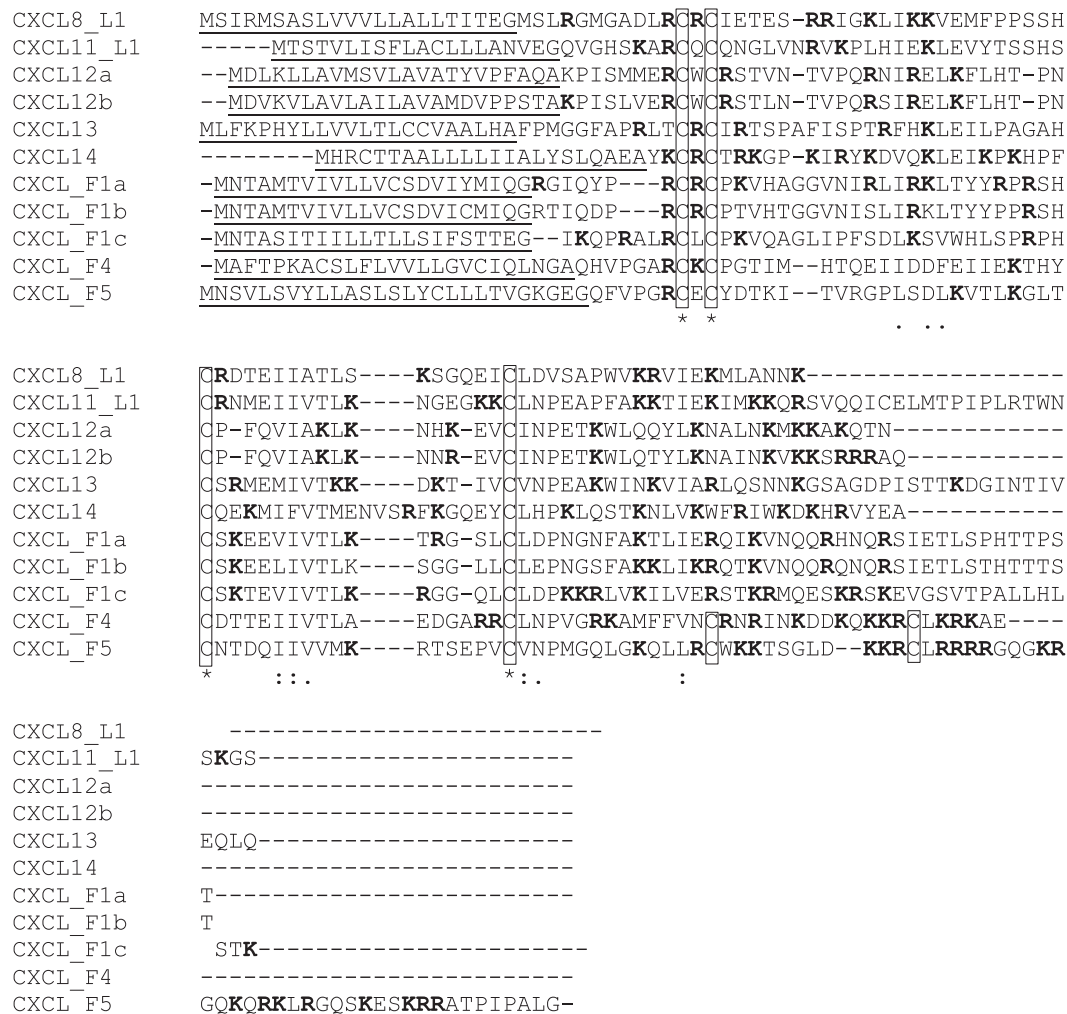 CXCL8_L1 MSIRMSASLVVVLLALLTITEGMSLRGMGADLRCRCIETES-RRIGKLIKKVEMFPPSSH
CXCL11_L1 -----MTSTVLISFLACLLLANVEGQVGHSKARCQCQNGLVNRVKPLHIEKLEVYTSSHS
CXCL12a --MDLKLLAVMSVLAVATYVPFAQAKPISMMERCWCRSTVN-TVPQRNIRELKFLHT-PN
CXCL12b --MDVKVLAVLAILAVAMDVPPSTAKPISLVERCWCRSTLN-TVPQRSIRELKFLHT-PN
CXCL13 MLFKPHYLLVVLTLCCVAALHAFPMGGFAPRLTCRCIRTSPAFISPTRFHKLEILPAGAH
CXCL14 --------MHRCTTAALLLLIIALYSLQAEAYKCRCTRKGP-KIRYKDVQKLEIKPKHPF
CXCL_F1a -MNTAMTVIVLLVCSDVIYMIQGRGIQYP---RCRCPKVHAGGVNIRLIRKLTYYRPRSH
CXCL_F1b -MNTAMTVIVLLVCSDVICMIQGRTIQDP---RCRCPTVHTGGVNISLIRKLTYYPPRSH
CXCL_F1c -MNTASITIILLTLLSIFSTTEG--IKQPRALRCLCPKVQAGLIPFSDLKSVWHLSPRPH
CXCL_F4 -MAFTPKACSLFLVVLLGVCIQLNGAQHVPGARCKCPGTIM-HTQEIIDDFEIIEKTHY
CXCL_F5 MNSVLSVYLLASLSLYCLLLTVGKGEGQFVPGRCECYDTKI--TVRGPLSDLKVTLKGLT
* * . ..
CXCL8_L1 CRDTEIIATLS----KSGQEICLDVSAPWVKRVIEKMLANNK------------------
CXCL11_L1 CRNMEIIVTLK----NGEGKKCLNPEAPFAKKTIEKIMKKQRSVQQICELMTPIPLRTWN
CXCL12a CP-FQVIAKLK----NHK-EVCINPETKWLQQYLKNALNKMKKAKQTN------------
CXCL12b CP-FQVIAKLK----NNR-EVCINPETKWLQTYLKNAINKVKKSRRRAQ-----------
CXCL13 CSRMEMIVTKK----DKT-IVCVNPEAKWINKVIARLQSNNKGSAGDPISTTKDGINTIV
CXCL14 CQEKMIFVTMENVSRFKGQEYCLHPKLQSTKNLVKWFRIWKDKHRVYEA-----------
CXCL_F1a CSKEEVIVTLK----TRG-SLCLDPNGNFAKTLIERQIKVNQQRHNQRSIETLSPHTTPS
CXCL_F1b CSKEELIVTLK----SGG-LLCLEPNGSFAKKLIKRQTKVNQQRQNQRSIETLSTHTTTS
CXCL_F1c CSKTEVIVTLK----RGG-QLCLDPKKRLVKILVERSTKRMQESKRSKEVGSVTPALLHL
CXCL_F4 CDTTEIIVTLA----EDGARRCLNPVGRKAMFFVNCRNRINKDDKQKKRCLKRKAE----
CXCL_F5 CNTDQIIVVMK----RTSEPVCVNPMGQLGKQLLRCWKKTSGLD--KKRCLRRRRGQGKR
* ::. *:. :
CXCL8_L1 --------------------------
CXCL11_L1 SKGS----------------------
CXCL12a --------------------------
CXCL12b --------------------------
CXCL13 EQLQ----------------------
CXCL14 --------------------------
CXCL_F1a T-------------------------
CXCL_F1b T
CXCL_F1c STK-----------------------
CXCL_F4 --------------------------
CXCL_F5 GQKQRKLRGQSKESKRRATPIPALG-